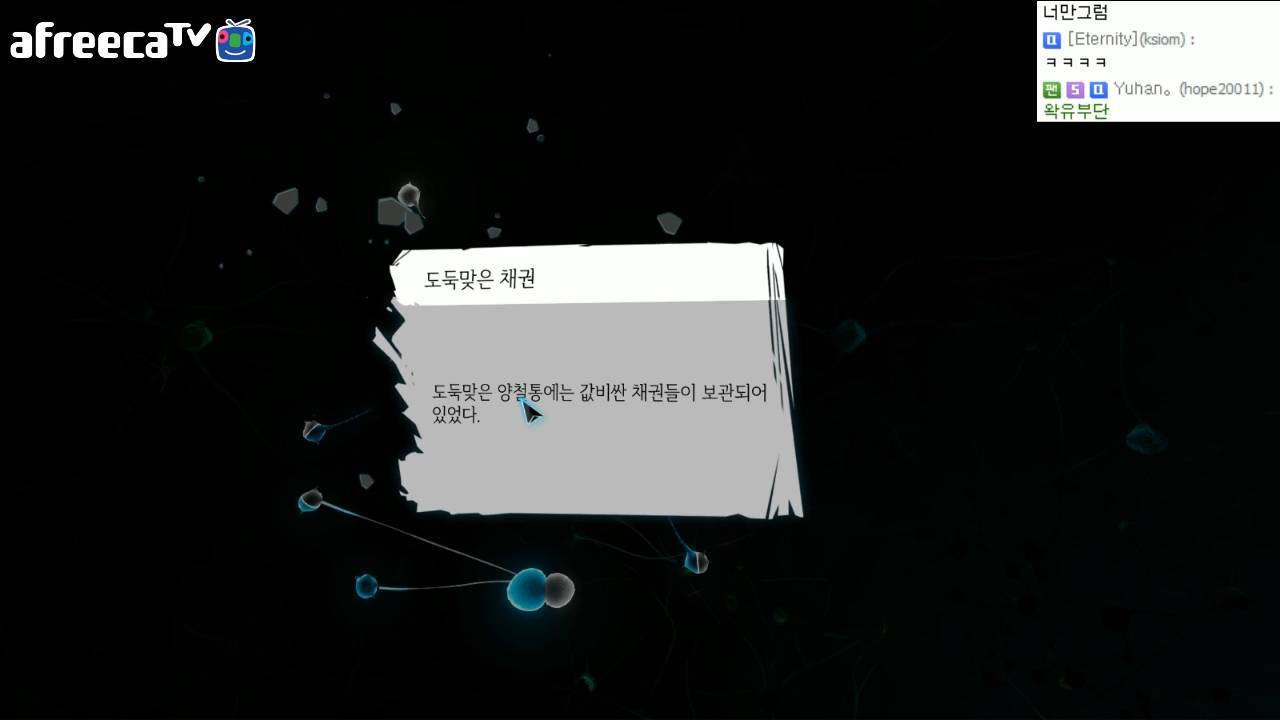 afreecaTV
너만그럼
[Eternity](ksiom) :
ㅋㅋㅋㅋ
팬 S Yuhan。(hope20011) :
왁유부단
도둑맞은 채권
도둑맞은 양철통에는 값비싼 채권들이 보관되어
있었다.